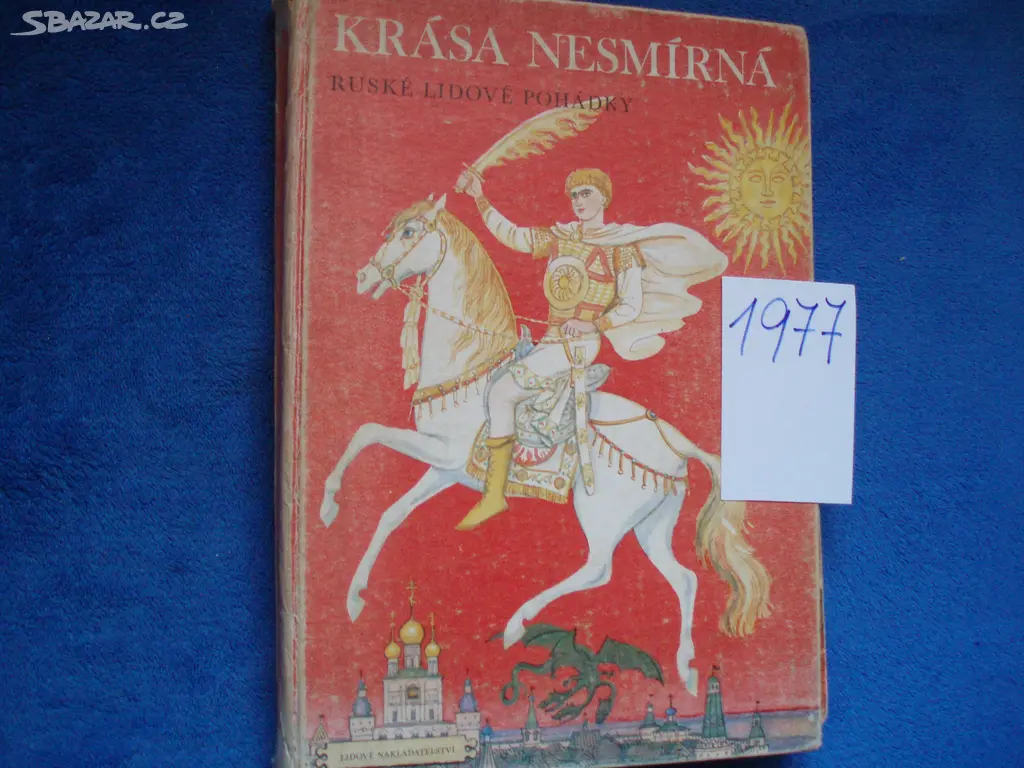 SBAZAR.CZ
KRÁSA NESMÍRNÁ
RUSKÉ LIDOVÉ POHÁDKY
1977
LIDOVÉ NAKLADATELSTVÍ